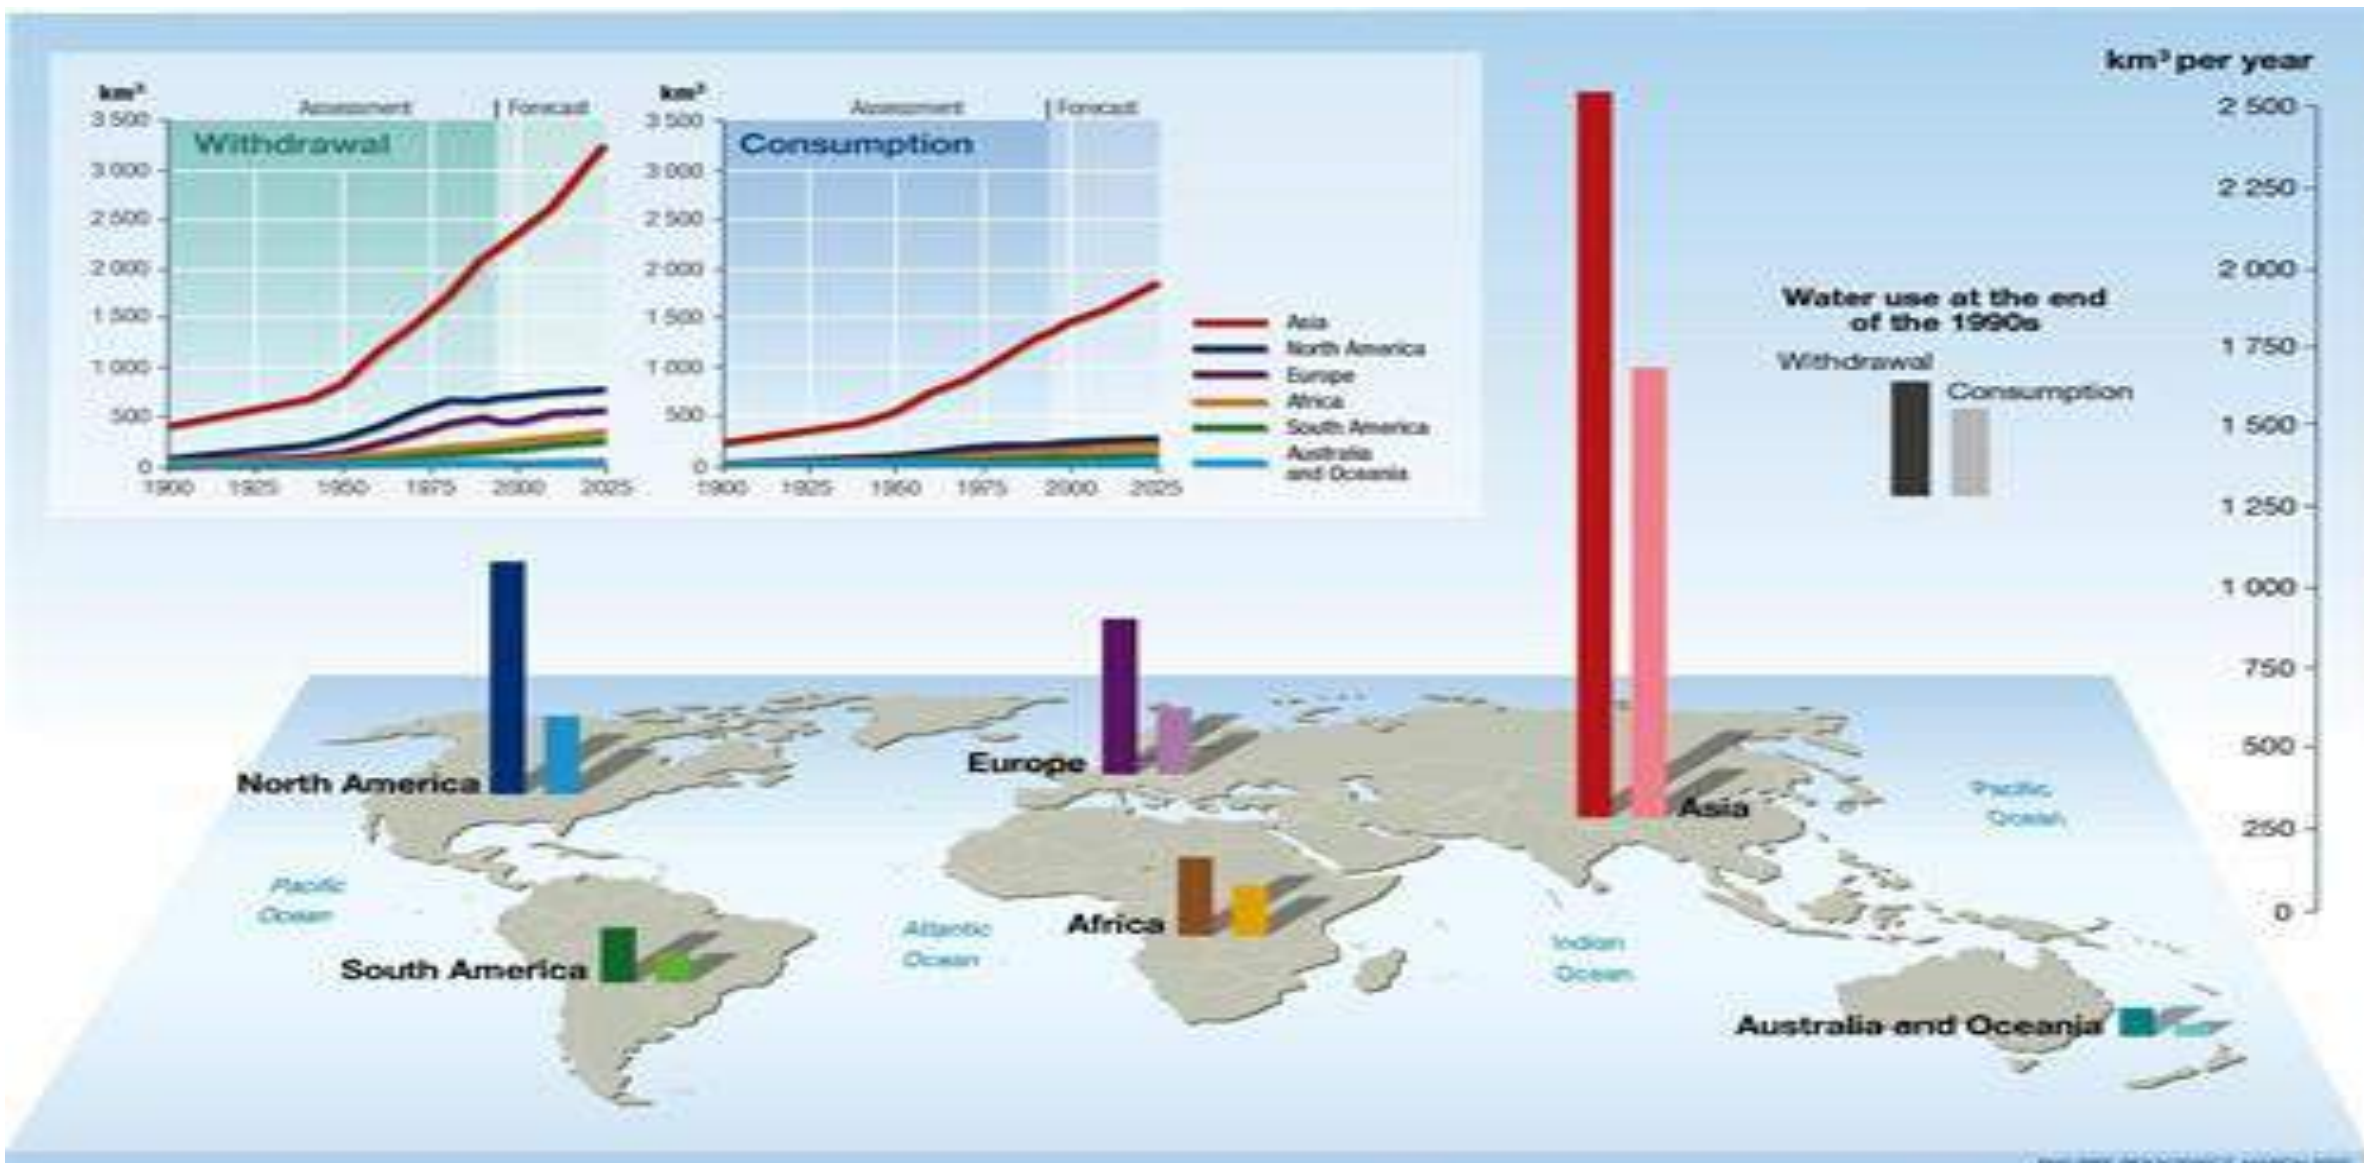 km³ per year
km³
Assessment | Forecast
3 500
Withdrawal
3 000
2 500
2 000
1 500
1 000
500
0
1900 1925 1950 1975 2000 2025
km³
Assessment | Forecast
3 500
Consumption
3 000
2 500
2 000
1 500
1 000
500
0
1900 1925 1950 1975 2000 2025
Asia
North America
Europe
Africa
South America
Australia
and Oceania
Water use at the end
of the 1990s
Withdrawal
Consumption
2 500
2 250
2 000
1 750
1 500
1 250
1 000
750
500
250
0
North America
Europe
Asia
Pacific
Ocean
Pacific
Ocean
Africa
Atlantic
Ocean
Indian
Ocean
South America
Australia and Oceania